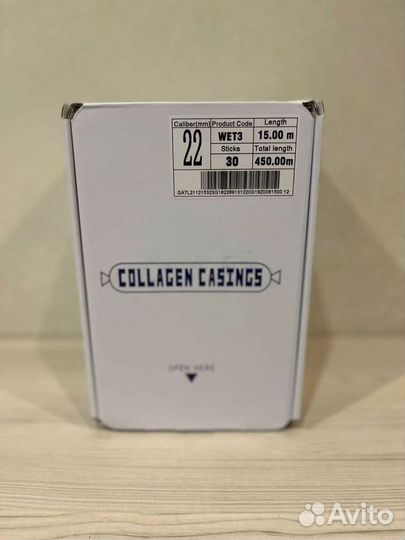 Caliber(mm) Product Code Length
22 WET3 15.00 m
Sticks Total length
30 450.00m
COLLAGEN CASINGS
OPEN HERE
Avito